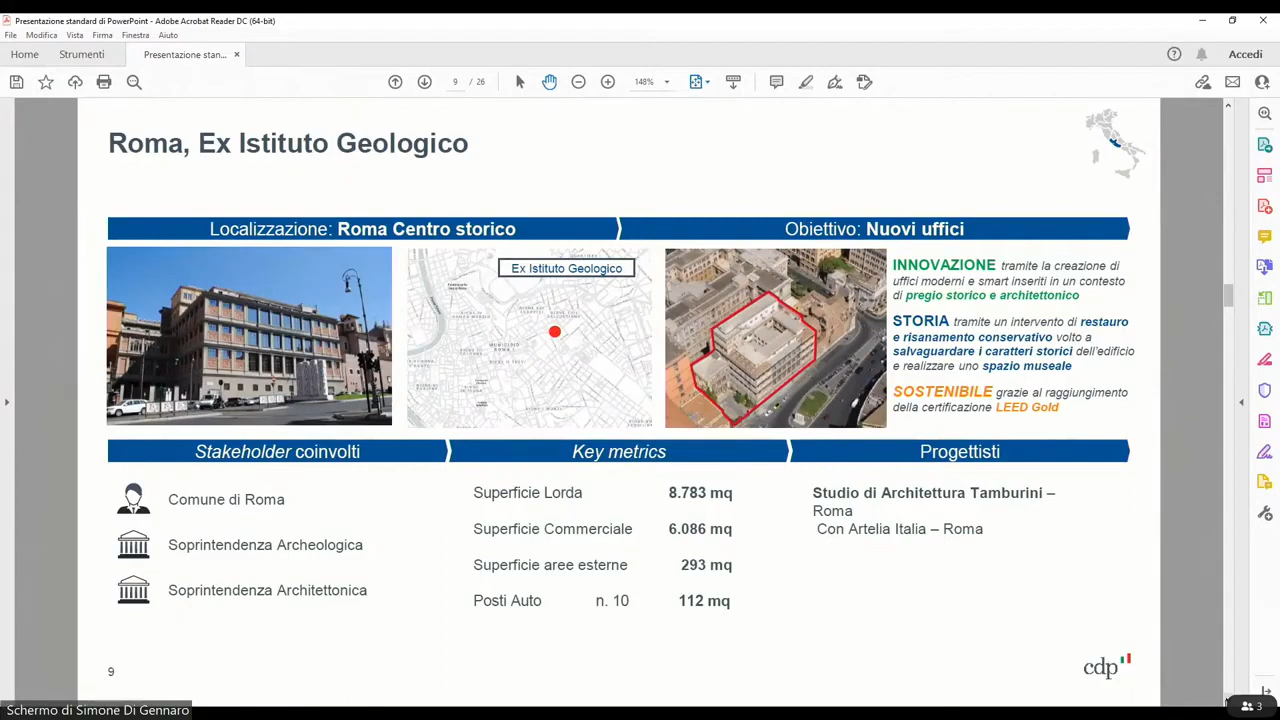 Presentazione standard di PowerPoint - Adobe Acrobat Reader DC (64-bit)
File Modifica Vista Firma Finestra Aiuto
Home Strumenti Presentazione stan... × Accedi
9 / 26 148%
Roma, Ex Istituto Geologico
Localizzazione: Roma Centro storico
Obiettivo: Nuovi uffici
Ex Istituto Geologico
INNOVAZIONE tramite la creazione di
uffici moderni e smart inseriti in un contesto
di pregio storico e architettonico
STORIA tramite un intervento di restauro
e risanamento conservativo volto a
salvaguardare i caratteri storici dell'edificio
e realizzare uno spazio museale
SOSTENIBILE grazie al raggiungimento
della certificazione LEED Gold
Stakeholder coinvolti
Comune di Roma
Soprintendenza Archeologica
Soprintendenza Architettonica
Key metrics
Superficie Lorda 8.783 mq
Superficie Commerciale 6.086 mq
Superficie aree esterne 293 mq
Posti Auto n. 10 112 mq
Progettisti
Studio di Architettura Tamburini –
Roma
Con Artelia Italia – Roma
9
cdp
Schermo di Simone Di Gennaro
3